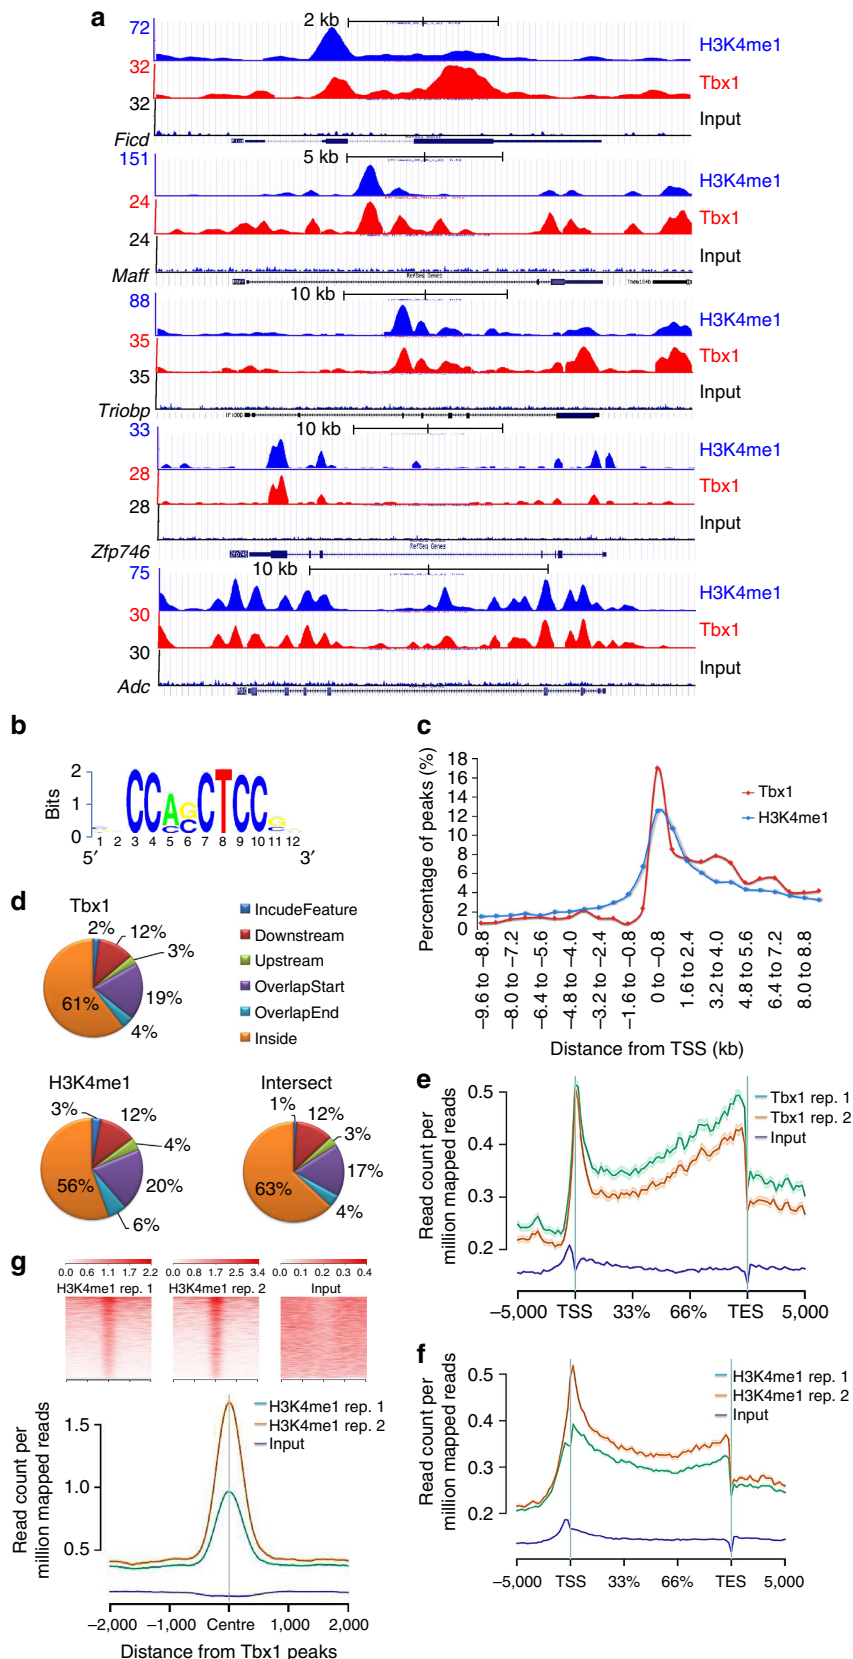 a
2 kb
72
H3K4me1
32
Tbx1
32
Input
Ficd
5 kb
151
H3K4me1
24
Tbx1
24
Input
RefSeq Genes
Maff
10 kb
88
H3K4me1
35
Tbx1
35
Input
Triobp
10 kb
33
H3K4me1
28
Tbx1
28
Input
RefSeq Genes
Zfp746
10 kb
75
H3K4me1
30
Tbx1
30
Input
Adc
b
Bits
2
1
0
1 2 3 4 5 6 7 8 9 10 11 12
5′ 3′
c
Percentage of peaks (%)
18
16
14
12
10
8
6
4
2
0
Tbx1
H3K4me1
−9.6 to −8.8
−8.0 to −7.2
−6.4 to −5.6
−4.8 to −4.0
−3.2 to −2.4
−1.6 to −0.8
0 to −0.8
1.6 to 2.4
3.2 to 4.0
4.8 to 5.6
6.4 to 7.2
8.0 to 8.8
Distance from TSS (kb)
d
Tbx1
2%
12%
3%
19%
4%
61%
IncudeFeature
Downstream
Upstream
OverlapStart
OverlapEnd
Inside
H3K4me1
3%
12%
4%
20%
6%
56%
Intersect
1%
12%
3%
17%
4%
63%
e
Read count per
million mapped reads
0.5
0.4
0.3
0.2
Tbx1 rep. 1
Tbx1 rep. 2
Input
−5,000 TSS 33% 66% TES 5,000
f
Read count per
million mapped reads
0.5
0.4
0.3
0.2
H3K4me1 rep. 1
H3K4me1 rep. 2
Input
−5,000 TSS 33% 66% TES 5,000
g
0.0 0.6 1.1 1.7 2.2
H3K4me1 rep. 1
0.0 0.8 1.7 2.5 3.4
H3K4me1 rep. 2
0.0 0.1 0.2 0.3 0.4
Input
Read count per
million mapped reads
1.5
1.0
0.5
H3K4me1 rep. 1
H3K4me1 rep. 2
Input
−2,000 −1,000 Centre 1,000 2,000
Distance from Tbx1 peaks